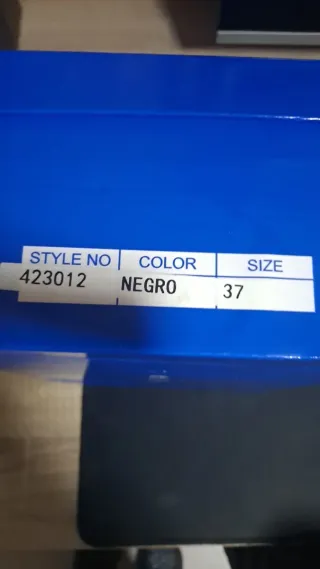 STYLE NO COLOR SIZE
423012 NEGRO 37